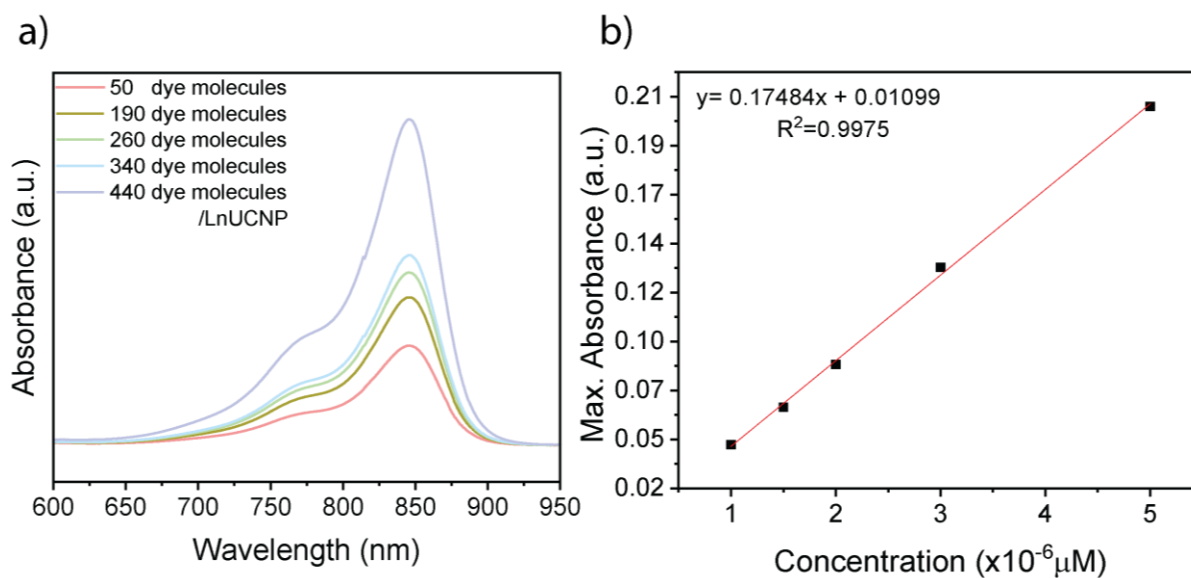 a)
50 dye molecules
190 dye molecules
260 dye molecules
340 dye molecules
440 dye molecules
/LnUCNP
Absorbance (a.u.)
600 650 700 750 800 850 900 950
Wavelength (nm)
b)
y= 0.17484x + 0.01099
R²=0.9975
Max. Absorbance (a.u.)
0.21
0.19
0.17
0.14
0.12
0.10
0.07
0.05
0.02
1 2 3 4 5
Concentration (x10⁻⁶μM)